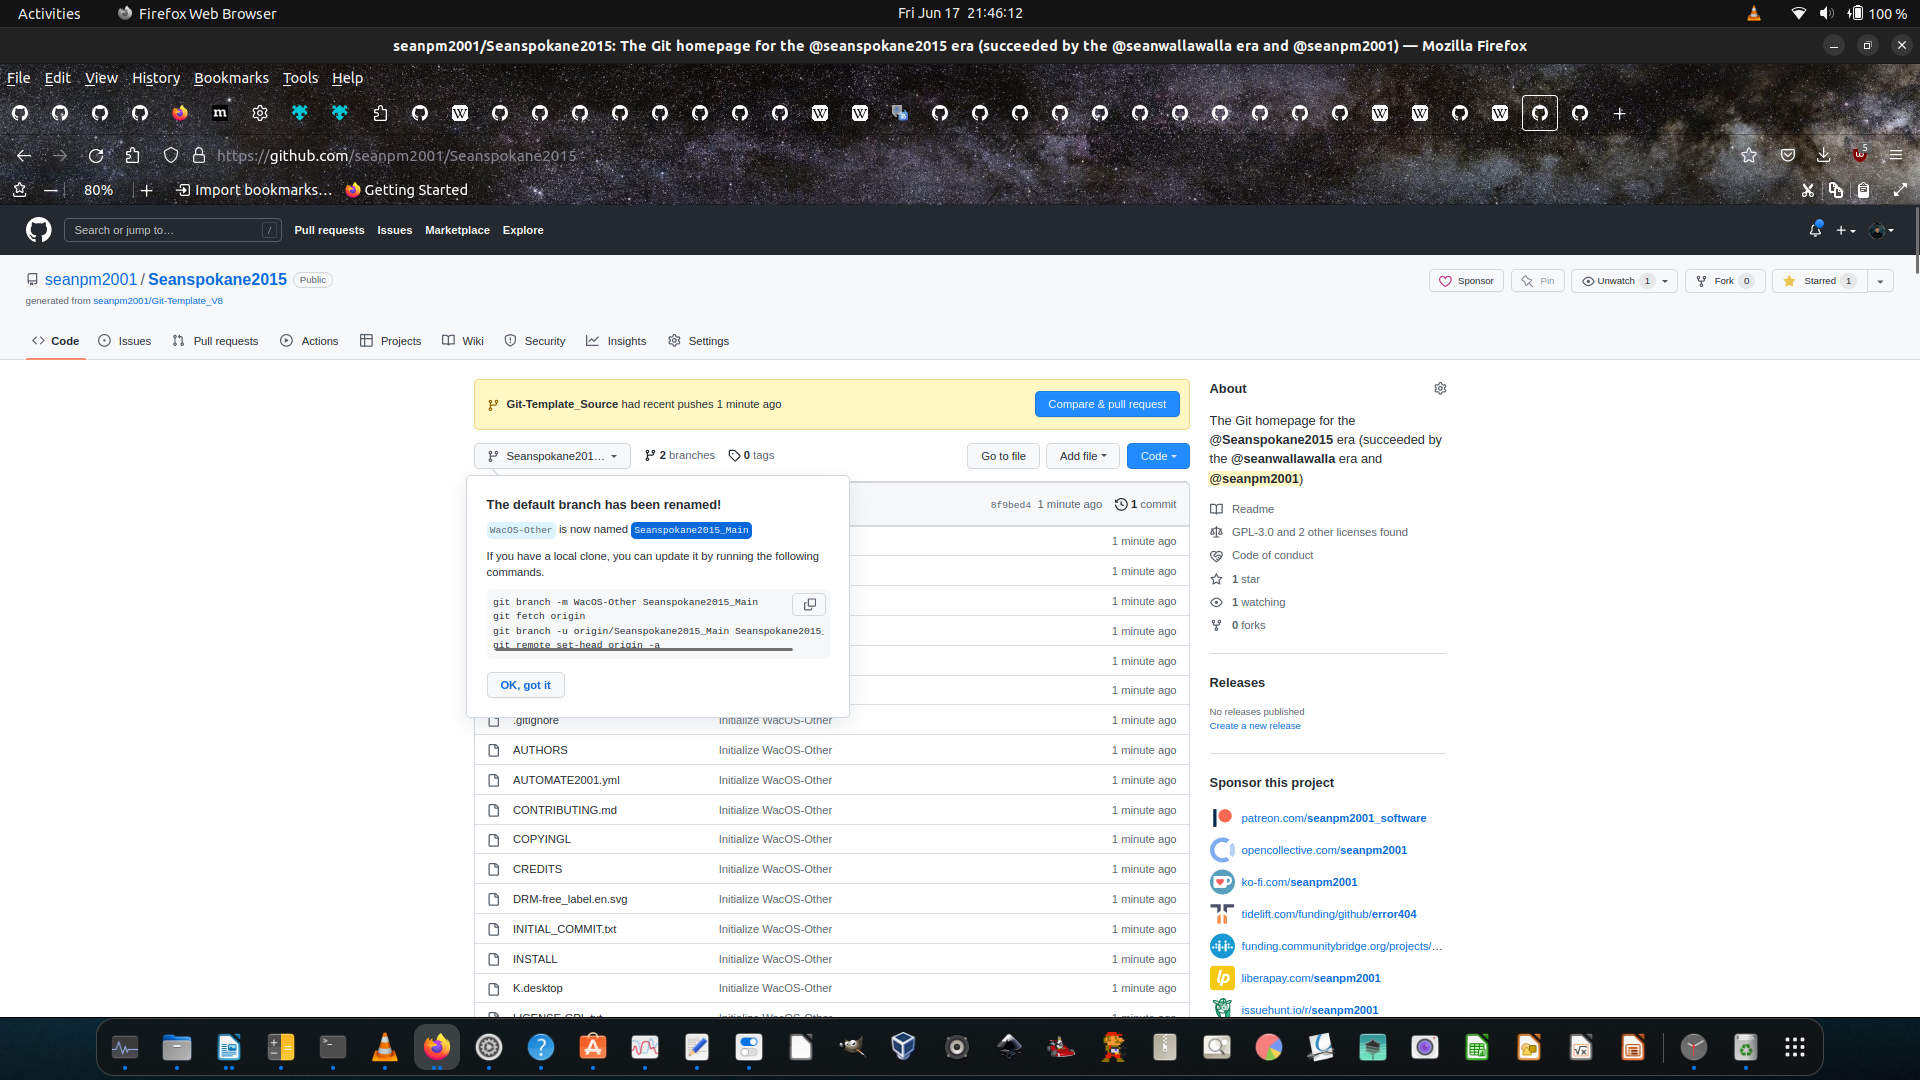 Activities
Firefox Web Browser
Fri Jun 17 21:46:12
100 %
seanpm2001/Seanspokane2015: The Git homepage for the @seanspokane2015 era (succeeded by the @seanwallawalla era and @seanpm2001) — Mozilla Firefox
File Edit View History Bookmarks Tools Help
https://github.com/seanpm2001/Seanspokane2015
5
80%
Import bookmarks…
Getting Started
Search or jump to…
/
Pull requests
Issues
Marketplace
Explore
seanpm2001 / Seanspokane2015
Public
generated from seanpm2001/Git-Template_V8
Sponsor
Pin
Unwatch 1
Fork 0
Starred 1
Code
Issues
Pull requests
Actions
Projects
Wiki
Security
Insights
Settings
Git-Template_Source had recent pushes 1 minute ago
Compare & pull request
Seanspokane201…
2 branches
0 tags
Go to file
Add file
Code
The default branch has been renamed!
WacOS-Other is now named Seanspokane2015_Main
If you have a local clone, you can update it by running the following
commands.
git branch -m WacOS-Other Seanspokane2015_Main
git fetch origin
git branch -u origin/Seanspokane2015_Main Seanspokane2015_
git remote set-head origin -a
OK, got it
8f9bed4 1 minute ago
1 commit
1 minute ago
1 minute ago
1 minute ago
1 minute ago
1 minute ago
1 minute ago
.gitignore Initialize WacOS-Other 1 minute ago
AUTHORS Initialize WacOS-Other 1 minute ago
AUTOMATE2001.yml Initialize WacOS-Other 1 minute ago
CONTRIBUTING.md Initialize WacOS-Other 1 minute ago
COPYINGL Initialize WacOS-Other 1 minute ago
CREDITS Initialize WacOS-Other 1 minute ago
DRM-free_label.en.svg Initialize WacOS-Other 1 minute ago
INITIAL_COMMIT.txt Initialize WacOS-Other 1 minute ago
INSTALL Initialize WacOS-Other 1 minute ago
K.desktop Initialize WacOS-Other 1 minute ago
LICENSE-GPL.txt Initialize WacOS-Other 1 minute ago
About
The Git homepage for the
@Seanspokane2015 era (succeeded by
the @seanwallawalla era and
@seanpm2001)
Readme
GPL-3.0 and 2 other licenses found
Code of conduct
1 star
1 watching
0 forks
Releases
No releases published
Create a new release
Sponsor this project
patreon.com/seanpm2001_software
opencollective.com/seanpm2001
ko-fi.com/seanpm2001
tidelift.com/funding/github/error404
funding.communitybridge.org/projects/…
liberapay.com/seanpm2001
issuehunt.io/r/seanpm2001